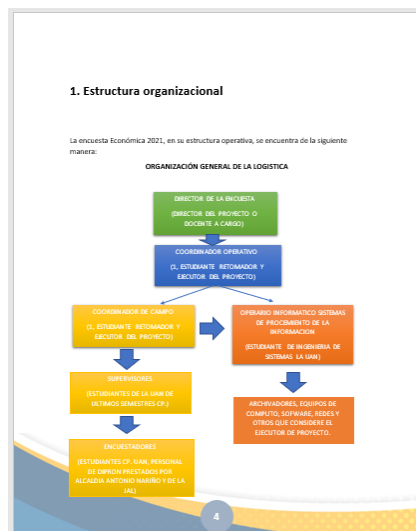 1. Estructura organizacional
La encuesta Económica 2021, en su estructura operativa, se encuentra de la siguiente
manera:
ORGANIZACIÓN GENERAL DE LA LOGISTICA
DIRECTOR DE LA ENCUESTA
(DIRECTOR DEL PROYECTO O
DOCENTE A CARGO)
COORDINADOR OPERATIVO
(1, ESTUDIANTE RETOMADOR Y
EJECUTOR DEL PROYECTO)
COORDINADOR DE CAMPO
(1, ESTUDIANTE RETOMADOR Y
EJECUTOR DEL PROYECTO)
OPERARIO INFORMATICO SISTEMAS
DE PROCEMIENTO DE LA
INFORMACION
(ESTUDIANTE DE INGENIERIA DE
SISTEMAS LA UAN)
SUPERVISORES
(ESTUDIANTES DE LA UAN DE
ULTIMOS SEMESTRES CP.)
ARCHIVADORES, EQUIPOS DE
COMPUTO, SOFWARE, REDES Y
OTROS QUE CONSIDERE EL
EJECUTOR DE PROYECTO.
ENCUESTADORES
(ESTUDIANTES CP. UAN, PERSONAL
DE DIPRON PRESTADOS POR
ALCALDIA ANTONIO NARIÑO Y DE LA
JAL)
4